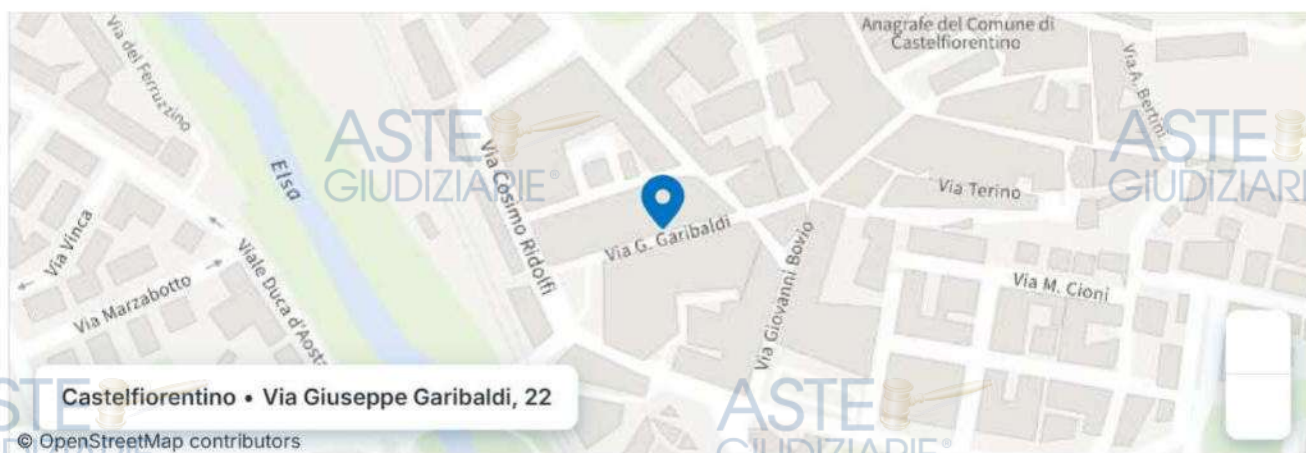 Anagrafe del Comune di
Castelfiorentino
Via del Ferruzzino
Via A. Bertini
ASTE
GIUDIZIARIE®
ASTE
GIUDIZIARIE
Elsa
Via Cosimo Ridolfi
Via Terino
Via Vinca
Via G. Garibaldi
Via Giovanni Bovio
Viale Duca d'Aosta
Via M. Cioni
Via Marzabotto
Castelfiorentino • Via Giuseppe Garibaldi, 22
ASTE
GIUDIZIARIE®
© OpenStreetMap contributors